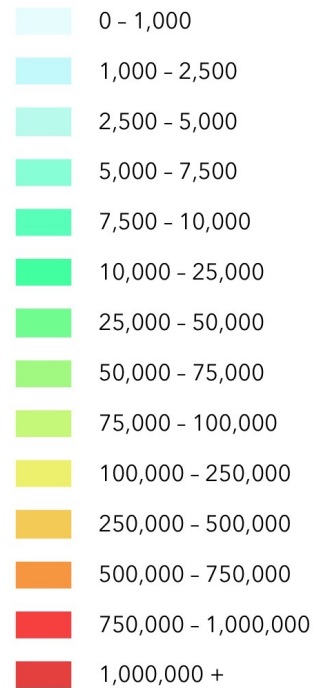 0 – 1,000
1,000 – 2,500
2,500 – 5,000
5,000 – 7,500
7,500 – 10,000
10,000 – 25,000
25,000 – 50,000
50,000 – 75,000
75,000 – 100,000
100,000 – 250,000
250,000 – 500,000
500,000 – 750,000
750,000 – 1,000,000
1,000,000 +